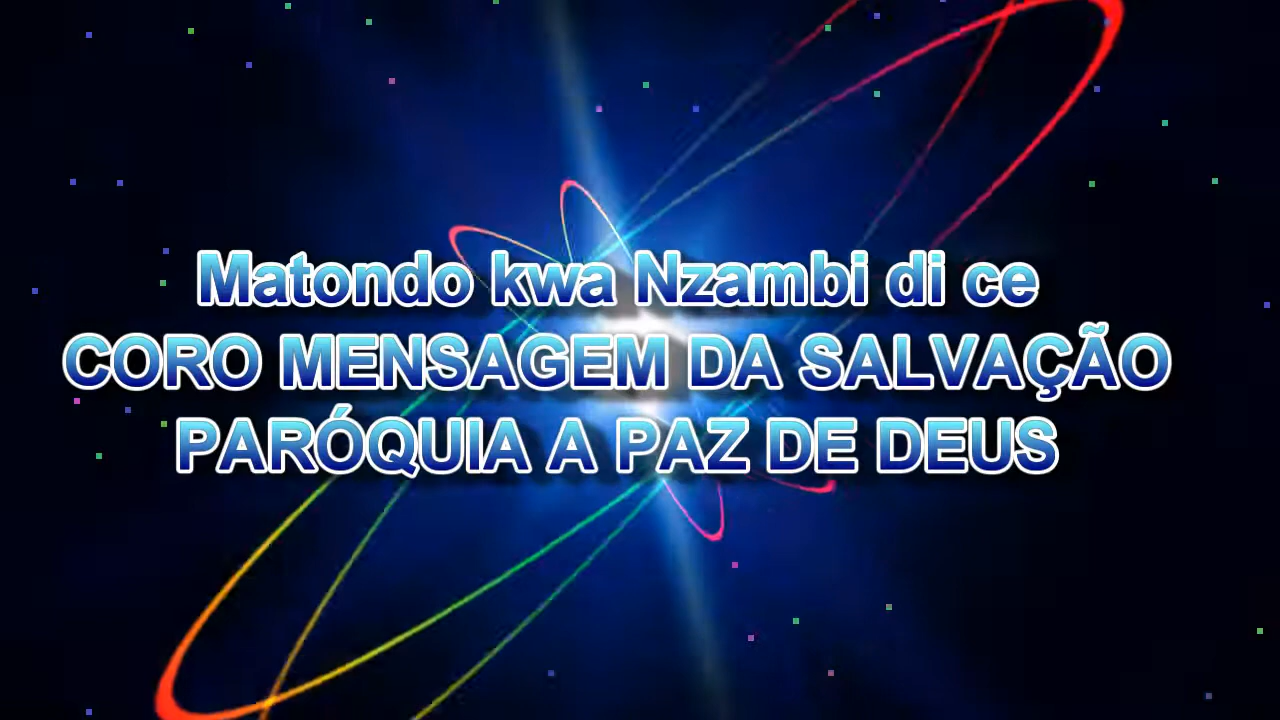 Matondo kwa Nzambi di ce
CORO MENSAGEM DA SALVAÇÃO
PARÓQUIA A PAZ DE DEUS